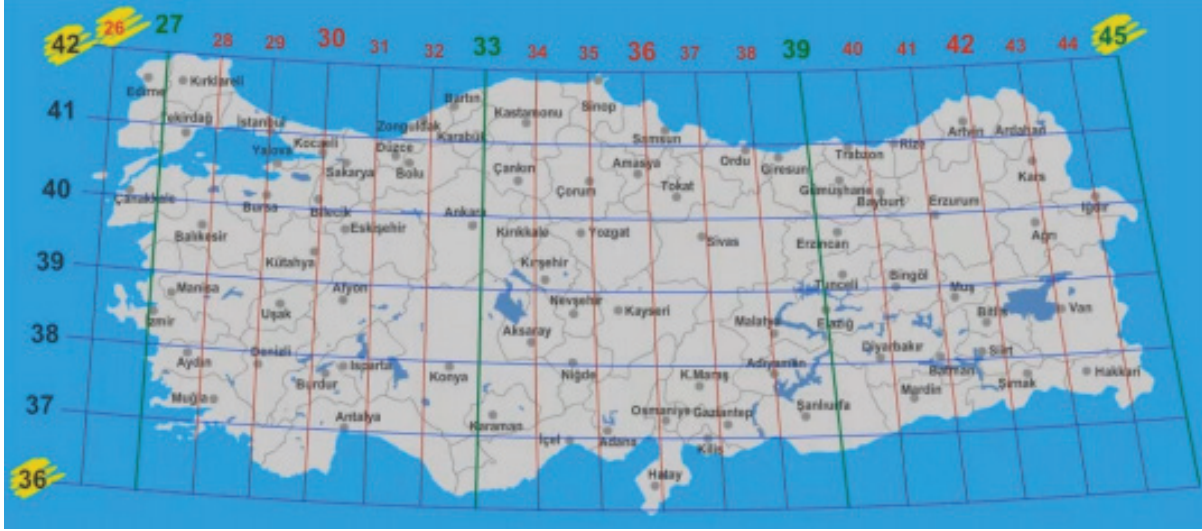 42 26 27 28 29 30 31 32 33 34 35 36 37 38 39 40 41 42 43 44 45
Edirne Kırklareli
41 Tekirdağ İstanbul Kocaeli Zonguldak Bartın Karabük Kastamonu Sinop Samsun Ordu Giresun Trabzon Rize Artvin Ardahan
Yalova Sakarya Düzce Bolu Çankırı Çorum Amasya Tokat Gümüşhane Bayburt Erzurum Kars
40 Çanakkale Bursa Bilecik Eskişehir Ankara Kırıkkale Yozgat Sivas Erzincan Ağrı Iğdır
Balıkesir Kütahya Kırşehir
39 Manisa Uşak Afyon Nevşehir Kayseri Tunceli Bingöl Muş Bitlis Van
İzmir Aksaray Malatya Elazığ
38 Aydın Denizli Burdur Isparta Konya Niğde K.Maraş Adıyaman Diyarbakır Batman Siirt Hakkari
37 Muğla Antalya Karaman İçel Adana Osmaniye Gaziantep Kilis Şanlıurfa Mardin Şırnak
36 Hatay